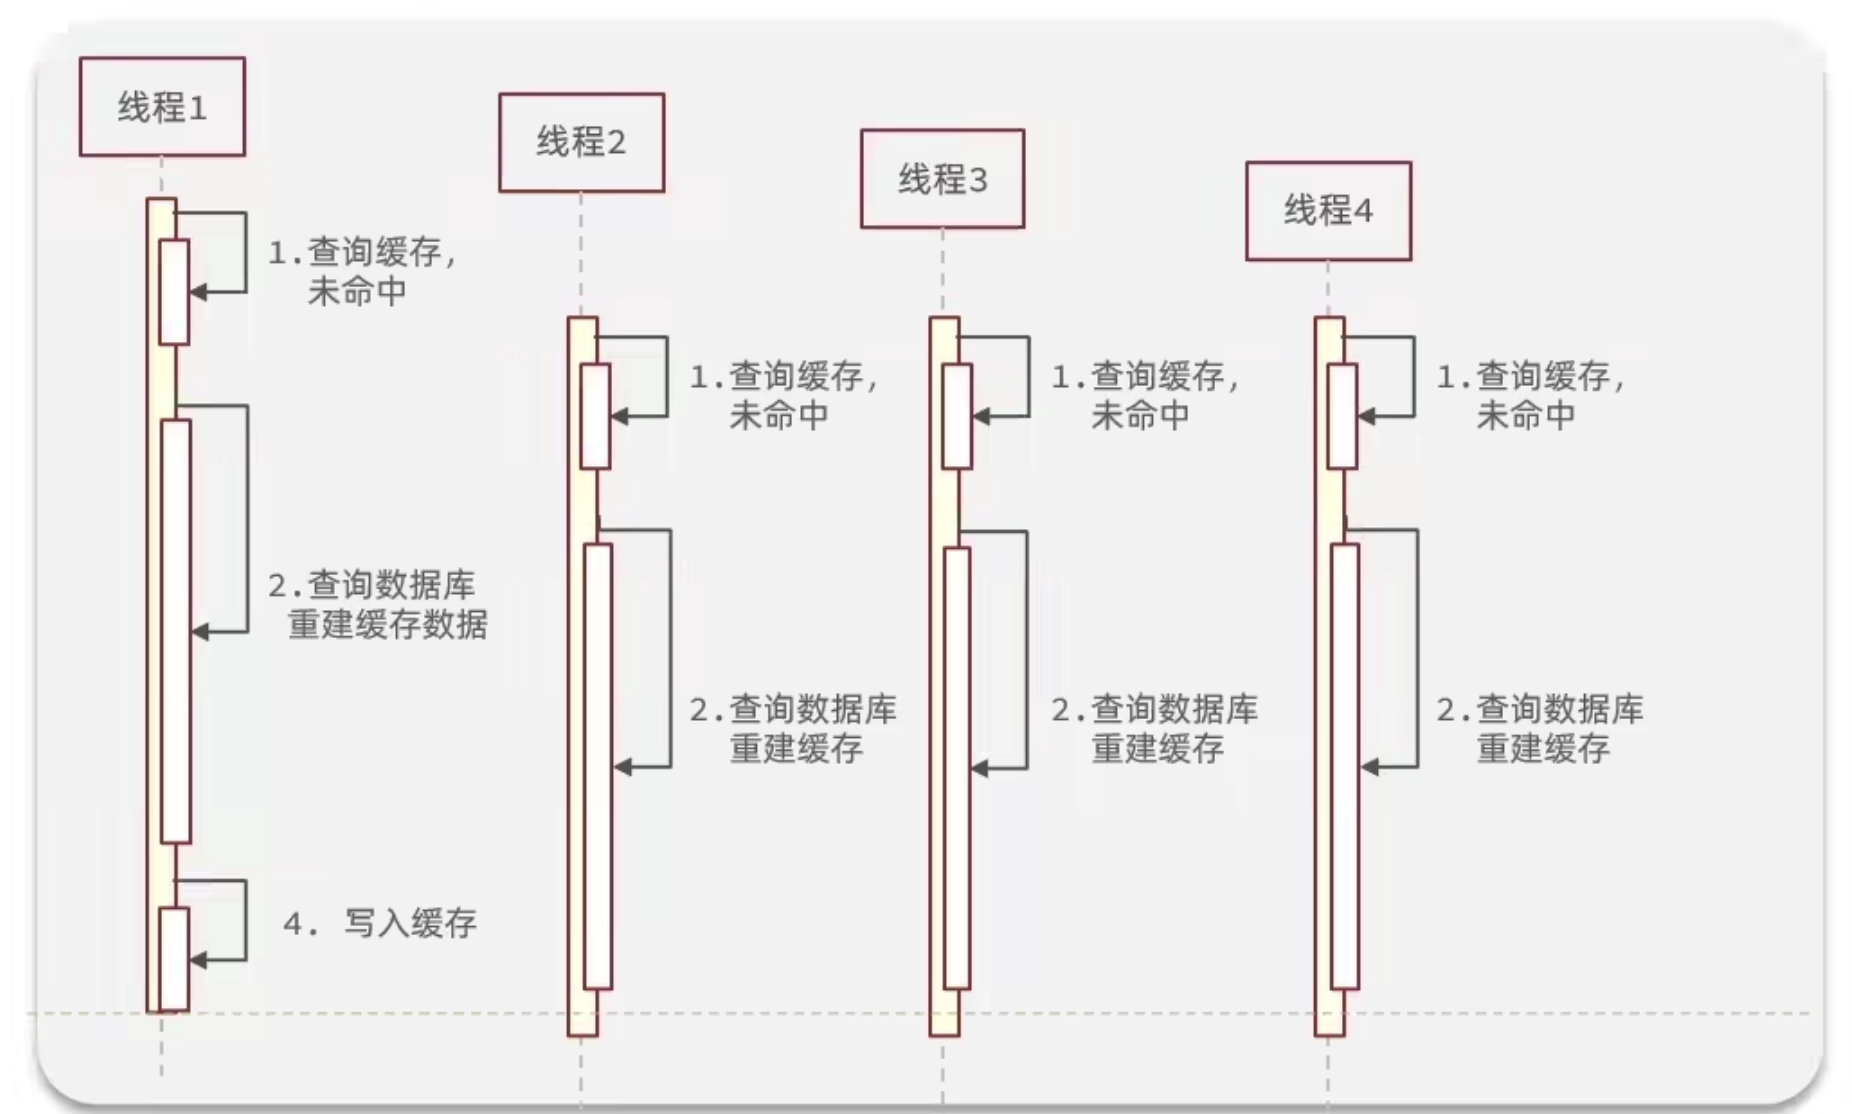 线程1
线程2
线程3
线程4
1.查询缓存,
未命中
1.查询缓存,
未命中
1.查询缓存,
未命中
1.查询缓存,
未命中
2.查询数据库
重建缓存数据
2.查询数据库
重建缓存
2.查询数据库
重建缓存
2.查询数据库
重建缓存
4. 写入缓存